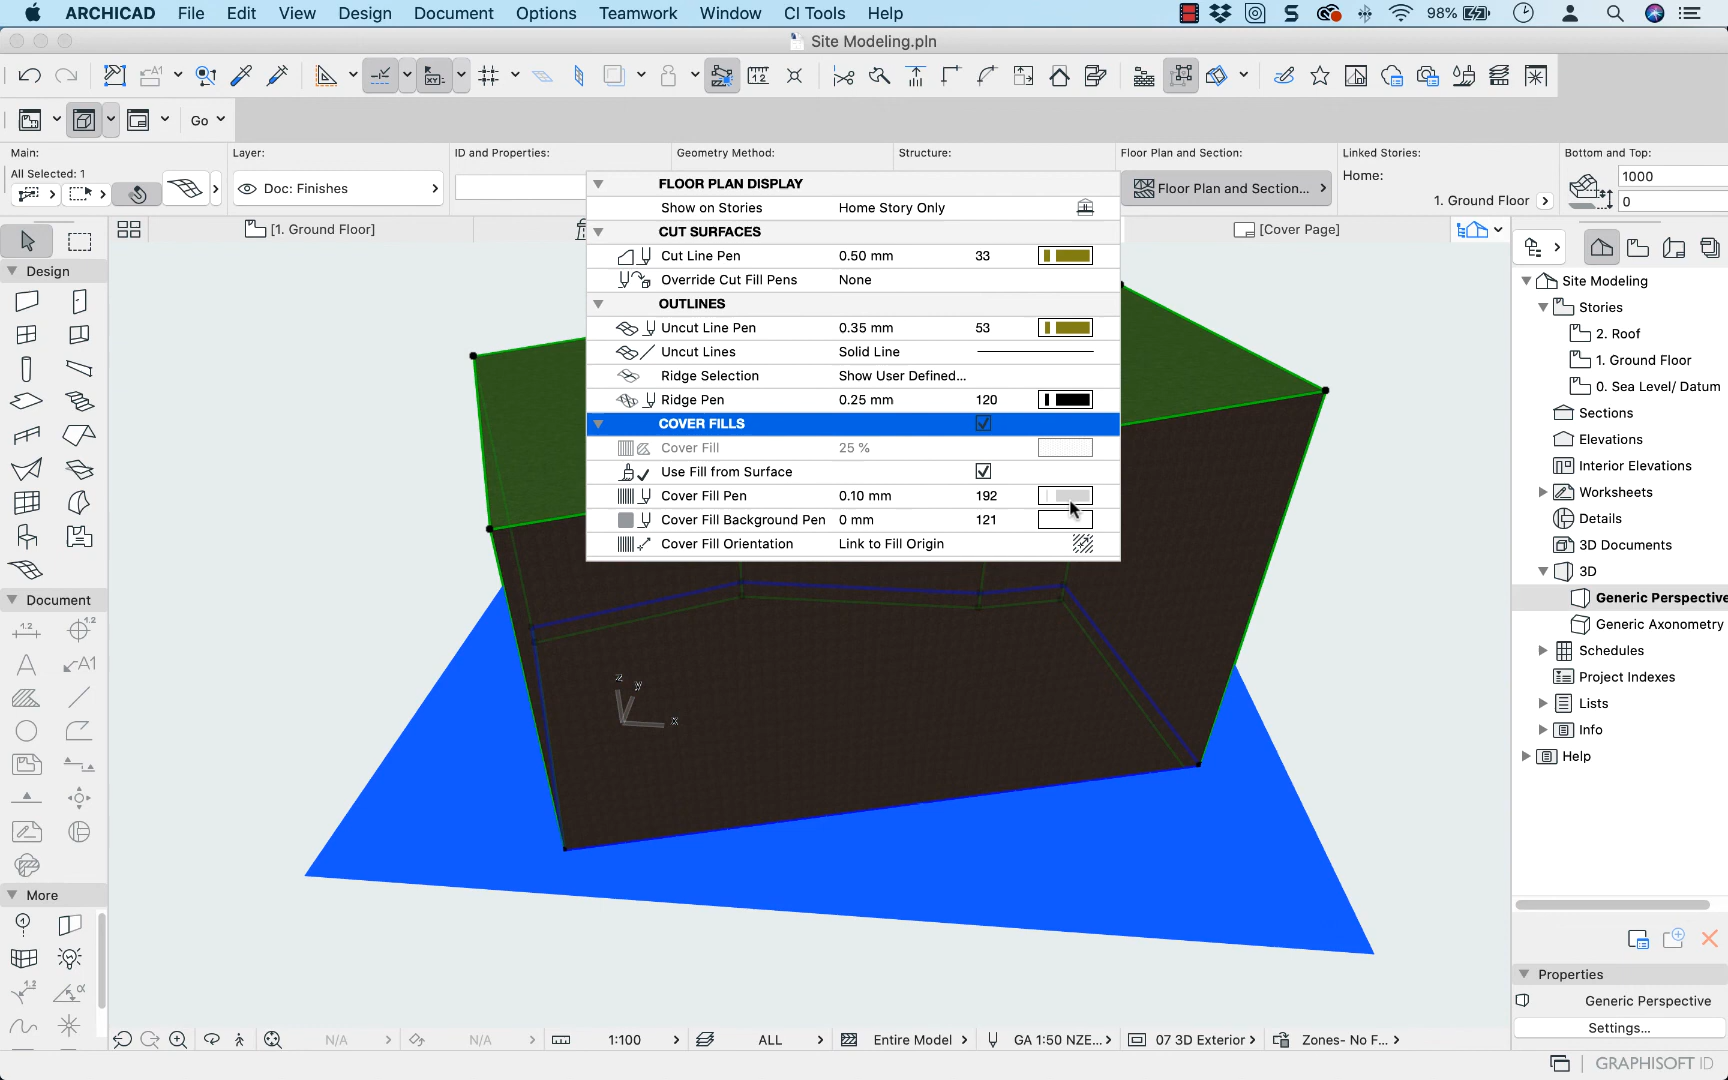 ARCHICAD File Edit View Design Document Options Teamwork Window CI Tools Help 98%
Site Modeling.pln
Go
Main: Layer: ID and Properties: Geometry Method: Structure: Floor Plan and Section: Linked Stories: Bottom and Top:
All Selected: 1
Doc: Finishes
Floor Plan and Section...
Home:
1. Ground Floor
1000
0
[1. Ground Floor]
[Cover Page]
FLOOR PLAN DISPLAY
Show on Stories Home Story Only
CUT SURFACES
Cut Line Pen 0.50 mm 33
Override Cut Fill Pens None
OUTLINES
Uncut Line Pen 0.35 mm 53
Uncut Lines Solid Line
Ridge Selection Show User Defined...
Ridge Pen 0.25 mm 120
COVER FILLS
Cover Fill 25 %
Use Fill from Surface
Cover Fill Pen 0.10 mm 192
Cover Fill Background Pen 0 mm 121
Cover Fill Orientation Link to Fill Origin
z y x
Design
Document
More
Site Modeling
Stories
2. Roof
1. Ground Floor
0. Sea Level/ Datum
Sections
Elevations
Interior Elevations
Worksheets
Details
3D Documents
3D
Generic Perspective
Generic Axonometry
Schedules
Project Indexes
Lists
Info
Help
Properties
Generic Perspective
Settings...
N/A N/A 1:100 ALL Entire Model GA 1:50 NZE... 07 3D Exterior Zones- No F...
GRAPHISOFT ID